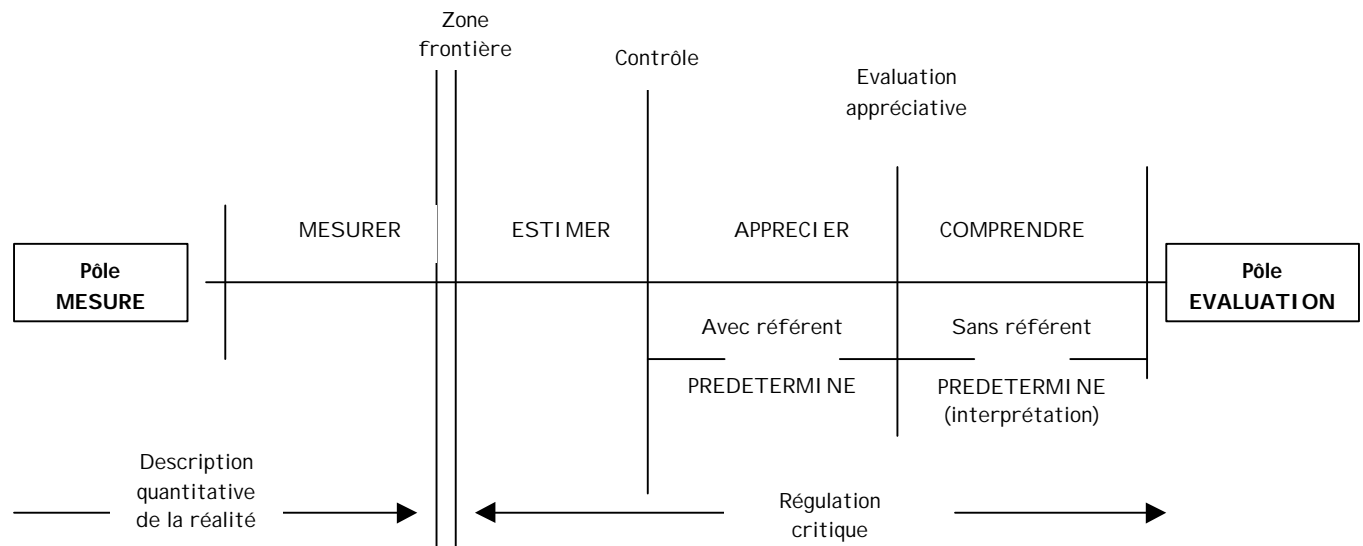 Zone
frontière
Contrôle
Evaluation
appréciative
MESURER
ESTIMER
APPRECIER
COMPRENDRE
Pôle
MESURE
Pôle
EVALUATION
Avec référent
Sans référent
PREDETERMINE
PREDETERMINE
(interprétation)
Description
quantitative
de la réalité
Régulation
critique